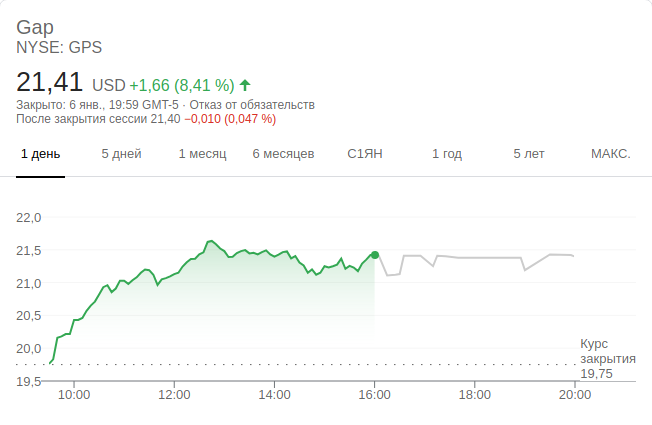 Gap
NYSE: GPS
21,41 USD +1,66 (8,41 %)
Закрыто: 6 янв., 19:59 GMT-5 · Отказ от обязательств
После закрытия сессии 21,40 −0,010 (0,047 %)
1 день 5 дней 1 месяц 6 месяцев С1ЯН 1 год 5 лет МАКС.
22,0
21,5
21,0
20,5
20,0
Курс
закрытия
19,75
19,5
10:00 12:00 14:00 16:00 18:00 20:00